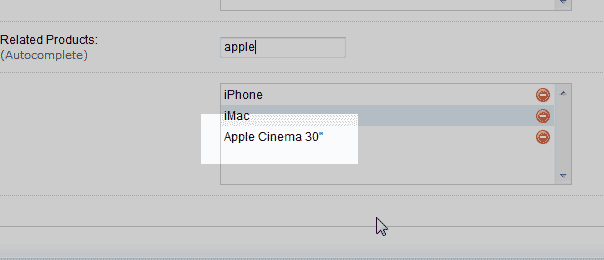 Related Products:
(Autocomplete)
apple
iPhone
iMac
Apple Cinema 30"